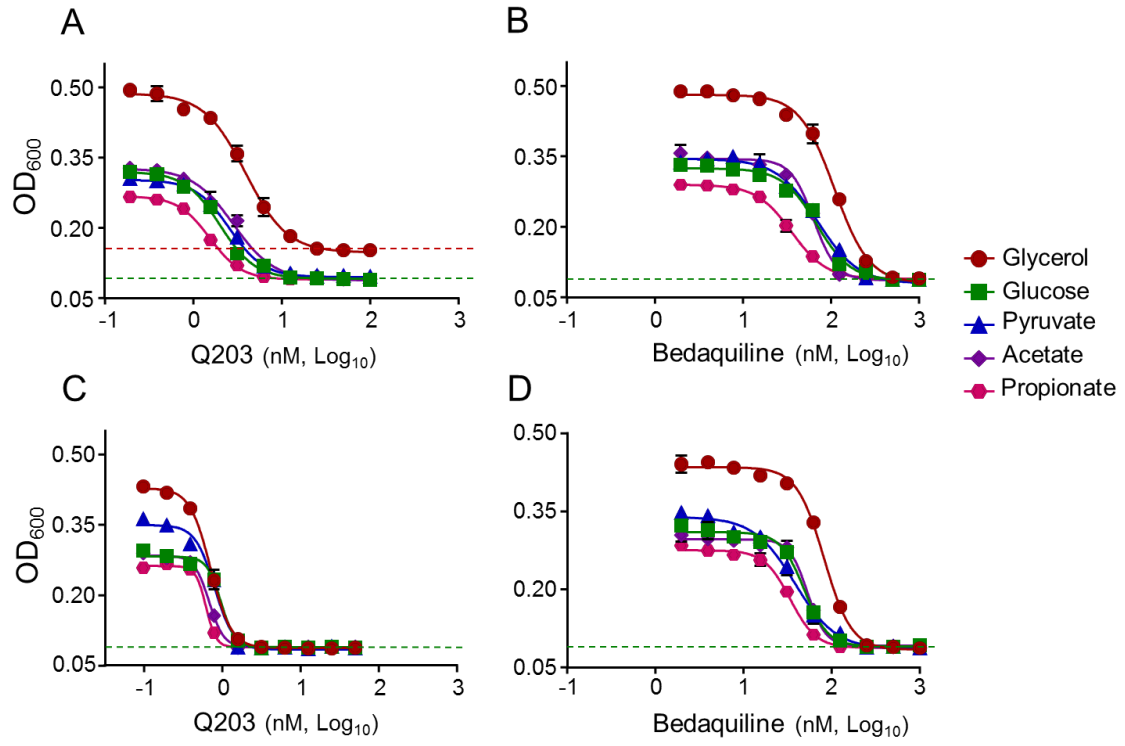 A
B
0.50
0.35
0.20
0.05
OD600
-1
0
1
2
3
Q203 (nM, Log10)
0.50
0.35
0.20
0.05
-1
0
1
2
3
Bedaquiline (nM, Log10)
Glycerol
Glucose
Pyruvate
Acetate
Propionate
C
D
0.50
0.35
0.20
0.05
OD600
-1
0
1
2
3
Q203 (nM, Log10)
0.50
0.35
0.20
0.05
-1
0
1
2
3
Bedaquiline (nM, Log10)